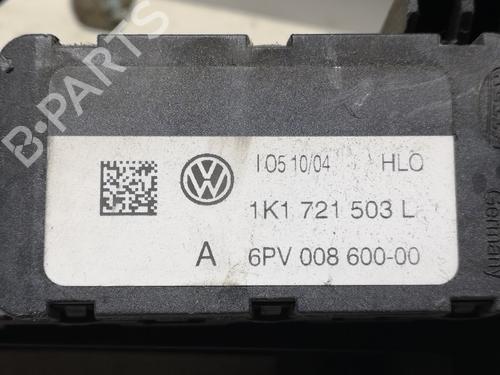 B-PARTS
I 05 10/04 HLO
1K1 721 503 L
A 6PV 008 600-00
Germany